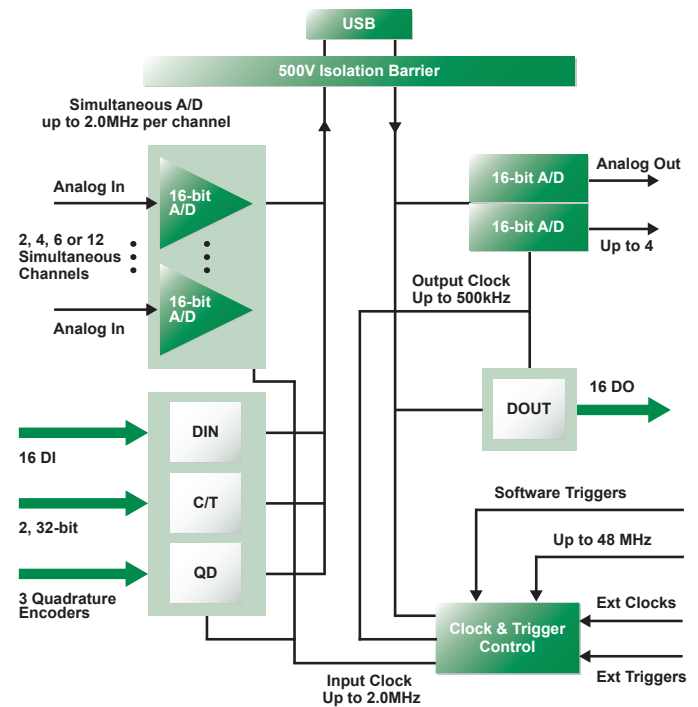 USB
500V Isolation Barrier
Simultaneous A/D
up to 2.0MHz per channel
Analog In
16-bit
A/D
2, 4, 6 or 12
Simultaneous
Channels
16-bit
A/D
Analog In
16-bit A/D
Analog Out
16-bit A/D
Up to 4
Output Clock
Up to 500kHz
DOUT
16 DO
DIN
16 DI
C/T
2, 32-bit
QD
3 Quadrature
Encoders
Software Triggers
Up to 48 MHz
Clock & Trigger
Control
Ext Clocks
Ext Triggers
Input Clock
Up to 2.0MHz